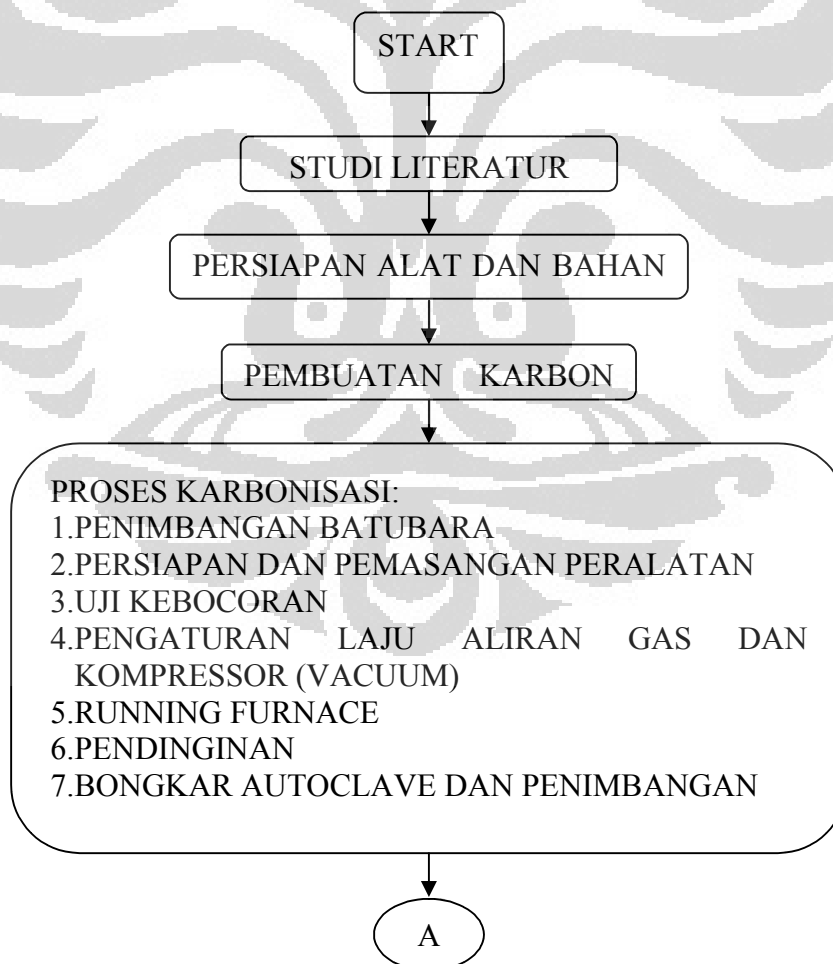 START
STUDI LITERATUR
PERSIAPAN ALAT DAN BAHAN
PEMBUATAN KARBON
PROSES KARBONISASI:
1.PENIMBANGAN BATUBARA
2.PERSIAPAN DAN PEMASANGAN PERALATAN
3.UJI KEBOCORAN
4.PENGATURAN LAJU ALIRAN GAS DAN
KOMPRESSOR (VACUUM)
5.RUNNING FURNACE
6.PENDINGINAN
7.BONGKAR AUTOCLAVE DAN PENIMBANGAN
A